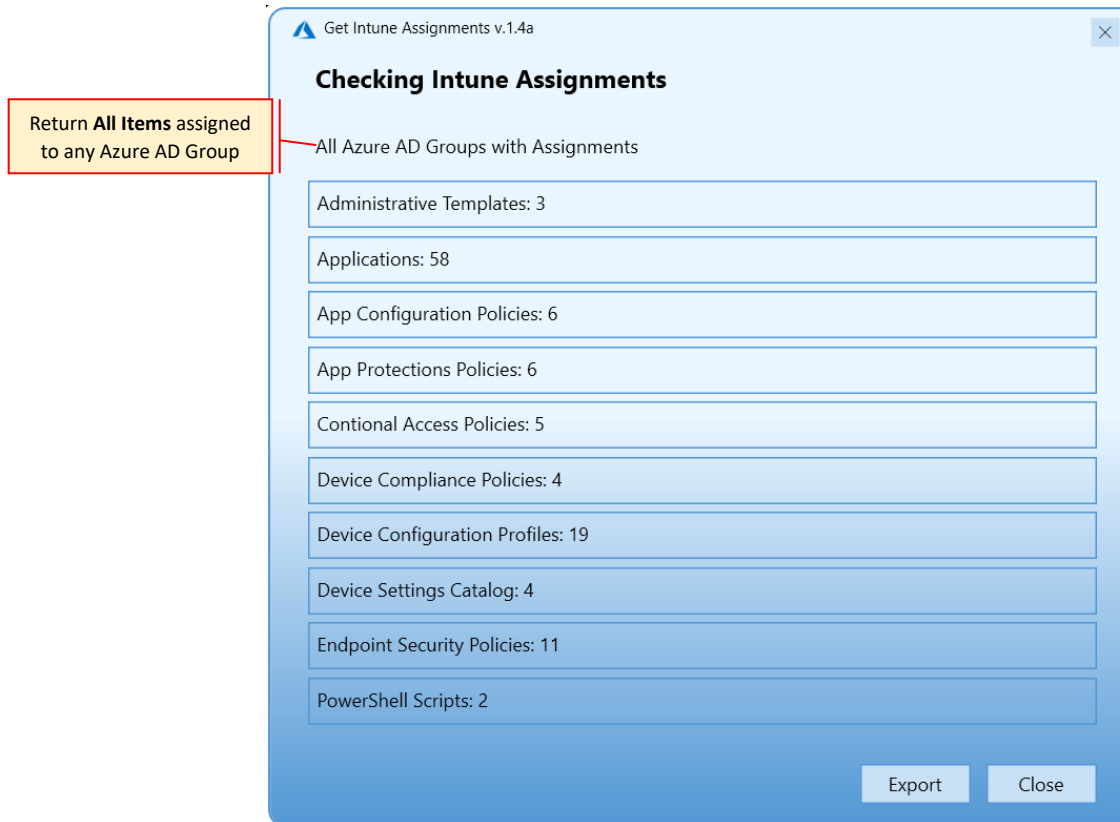 Get Intune Assignments v.1.4a
Checking Intune Assignments
Return All Items assigned
to any Azure AD Group
All Azure AD Groups with Assignments
Administrative Templates: 3
Applications: 58
App Configuration Policies: 6
App Protections Policies: 6
Contional Access Policies: 5
Device Compliance Policies: 4
Device Configuration Profiles: 19
Device Settings Catalog: 4
Endpoint Security Policies: 11
PowerShell Scripts: 2
Export
Close